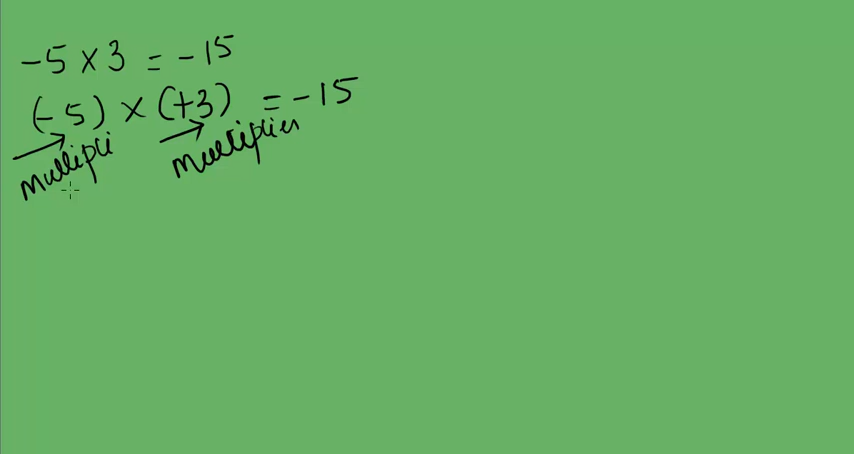 -5 × 3 = -15
(-5) × (+3) = -15
multipli multiplier